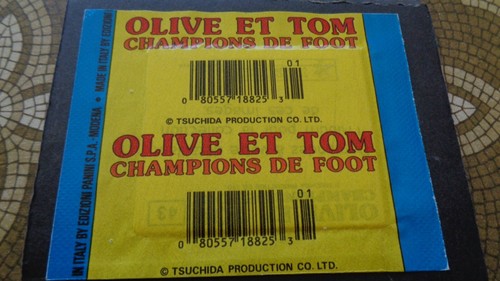 OLIVE ET TOM
CHAMPIONS DE FOOT
01
0 80557 18825 3
© TSUCHIDA PRODUCTION CO. LTD.
OLIVE ET TOM
CHAMPIONS DE FOOT
01
0 80557 18825 3
© TSUCHIDA PRODUCTION CO. LTD.
IN ITALY BY EDIZIONI PANINI S.P.A. - MODENA • MADE IN ITALY BY EDIZIONI